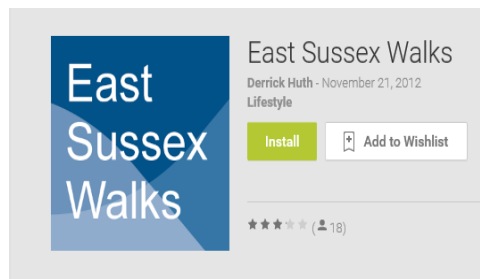 East
Sussex
Walks
East Sussex Walks
Derrick Huth - November 21, 2012
Lifestyle
Install
Add to Wishlist
(18)